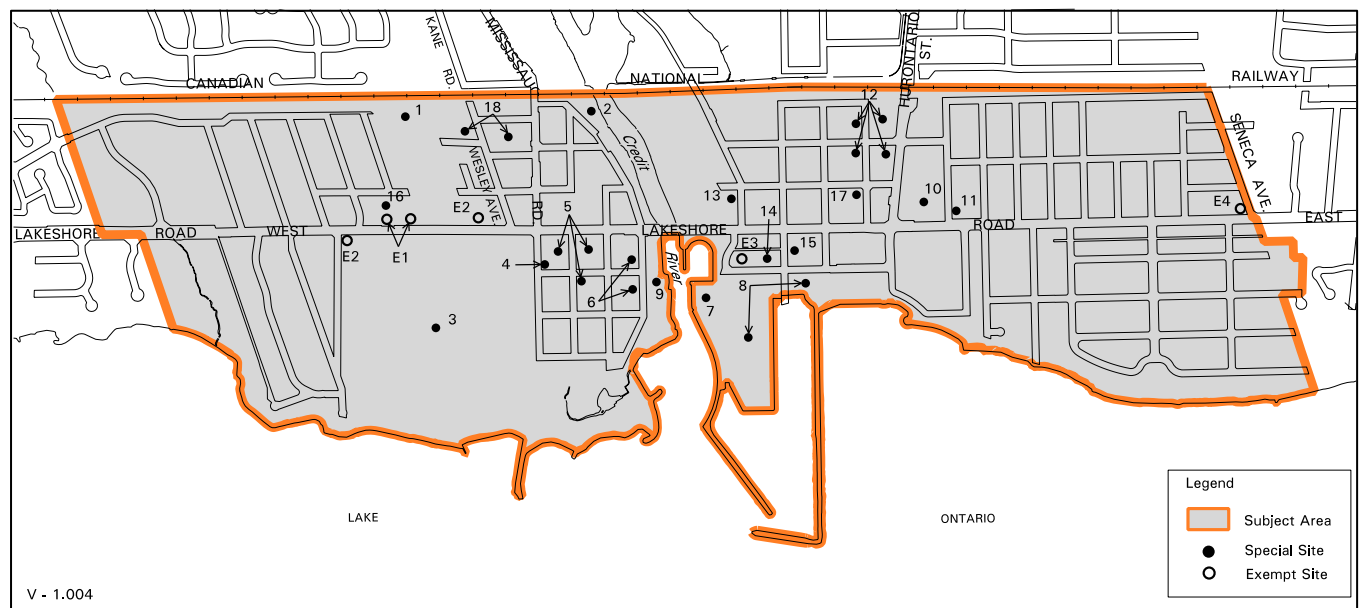 KANE RD.
MISSISSAUG
HURONTARIO ST.
CANADIAN NATIONAL RAILWAY
1
18
2
12
Credit
WESLEY AVE.
SENECA AVE.
16
E2
RD.
5
13
17
10
11
E4
LAKESHORE ROAD WEST LAKESHORE ROAD EAST
E2
E1
4
6
9
River
E3
14
15
7
8
3
LAKE ONTARIO
Legend
Subject Area
Special Site
Exempt Site
V - 1.004